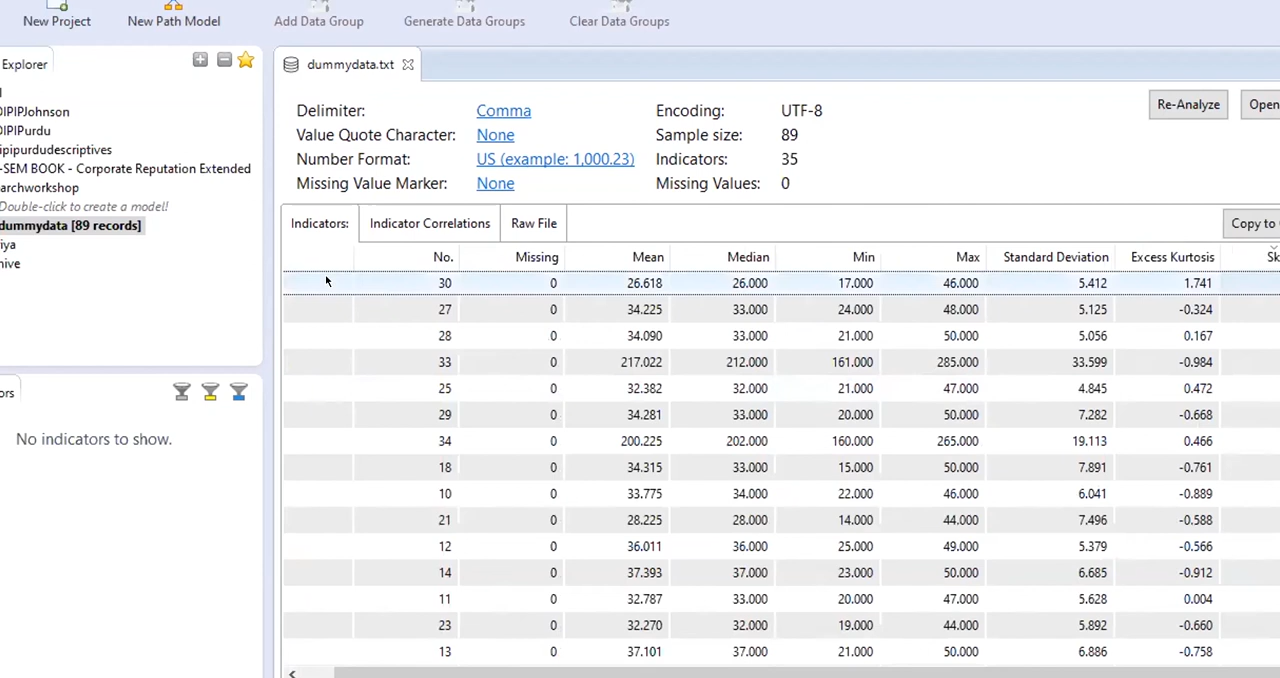 New Project New Path Model Add Data Group Generate Data Groups Clear Data Groups
Explorer
dummydata.txt
DIPIPJohnson
DIPIPurdu
ipipurdudescriptives
-SEM BOOK - Corporate Reputation Extended
archworkshop
Double-click to create a model!
dummydata [89 records]
riya
hive
ors
No indicators to show.
Delimiter: Comma Encoding: UTF-8 Re-Analyze Open
Value Quote Character: None Sample size: 89
Number Format: US (example: 1,000.23) Indicators: 35
Missing Value Marker: None Missing Values: 0
Indicators: Indicator Correlations Raw File Copy to
No. Missing Mean Median Min Max Standard Deviation Excess Kurtosis Sk
30 0 26.618 26.000 17.000 46.000 5.412 1.741
27 0 34.225 33.000 24.000 48.000 5.125 -0.324
28 0 34.090 33.000 21.000 50.000 5.056 0.167
33 0 217.022 212.000 161.000 285.000 33.599 -0.984
25 0 32.382 32.000 21.000 47.000 4.845 0.472
29 0 34.281 33.000 20.000 50.000 7.282 -0.668
34 0 200.225 202.000 160.000 265.000 19.113 0.466
18 0 34.315 33.000 15.000 50.000 7.891 -0.761
10 0 33.775 34.000 22.000 46.000 6.041 -0.889
21 0 28.225 28.000 14.000 44.000 7.496 -0.588
12 0 36.011 36.000 25.000 49.000 5.379 -0.566
14 0 37.393 37.000 23.000 50.000 6.685 -0.912
11 0 32.787 33.000 20.000 47.000 5.628 0.004
23 0 32.270 32.000 19.000 44.000 5.892 -0.660
13 0 37.101 37.000 21.000 50.000 6.886 -0.758